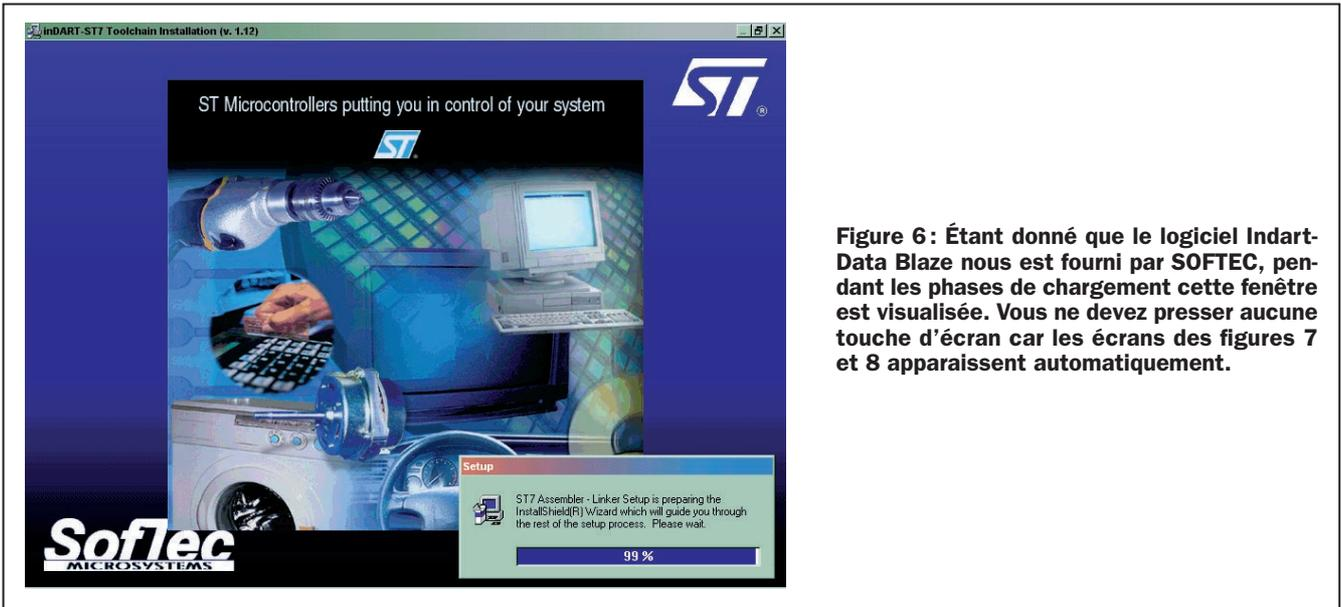 inDART-ST7 Toolchain Installation (v. 1.12)
ST Microcontrollers putting you in control of your system
ST
ST®
Setup
ST7 Assembler - Linker Setup is preparing the
InstallShield(R) Wizard which will guide you through
the rest of the setup process. Please wait.
99 %
SofTec
MICROSYSTEMS
Figure 6 : Étant donné que le logiciel Indart-
Data Blaze nous est fourni par SOFTEC, pen-
dant les phases de chargement cette fenêtre
est visualisée. Vous ne devez presser aucune
touche d'écran car les écrans des figures 7
et 8 apparaissent automatiquement.